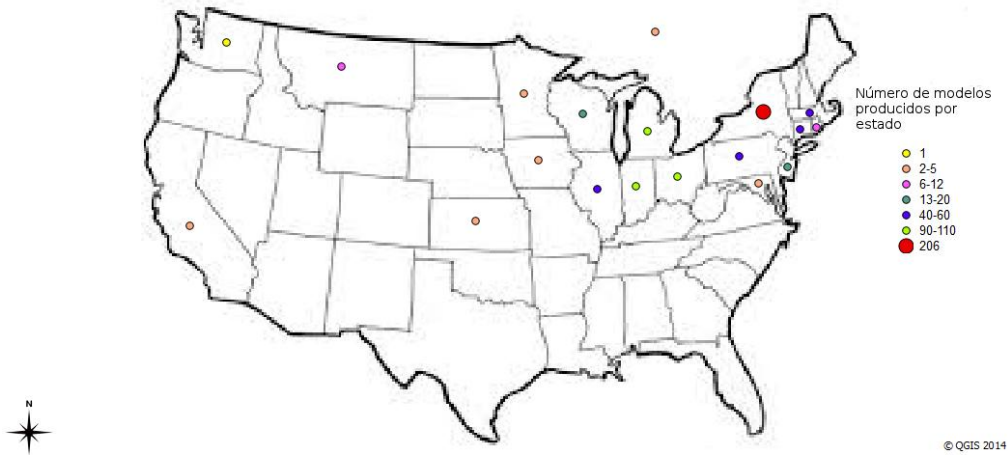 Número de modelos
producidos por
estado
1
2-5
6-12
13-20
40-60
90-110
206
N
© QGIS 2014